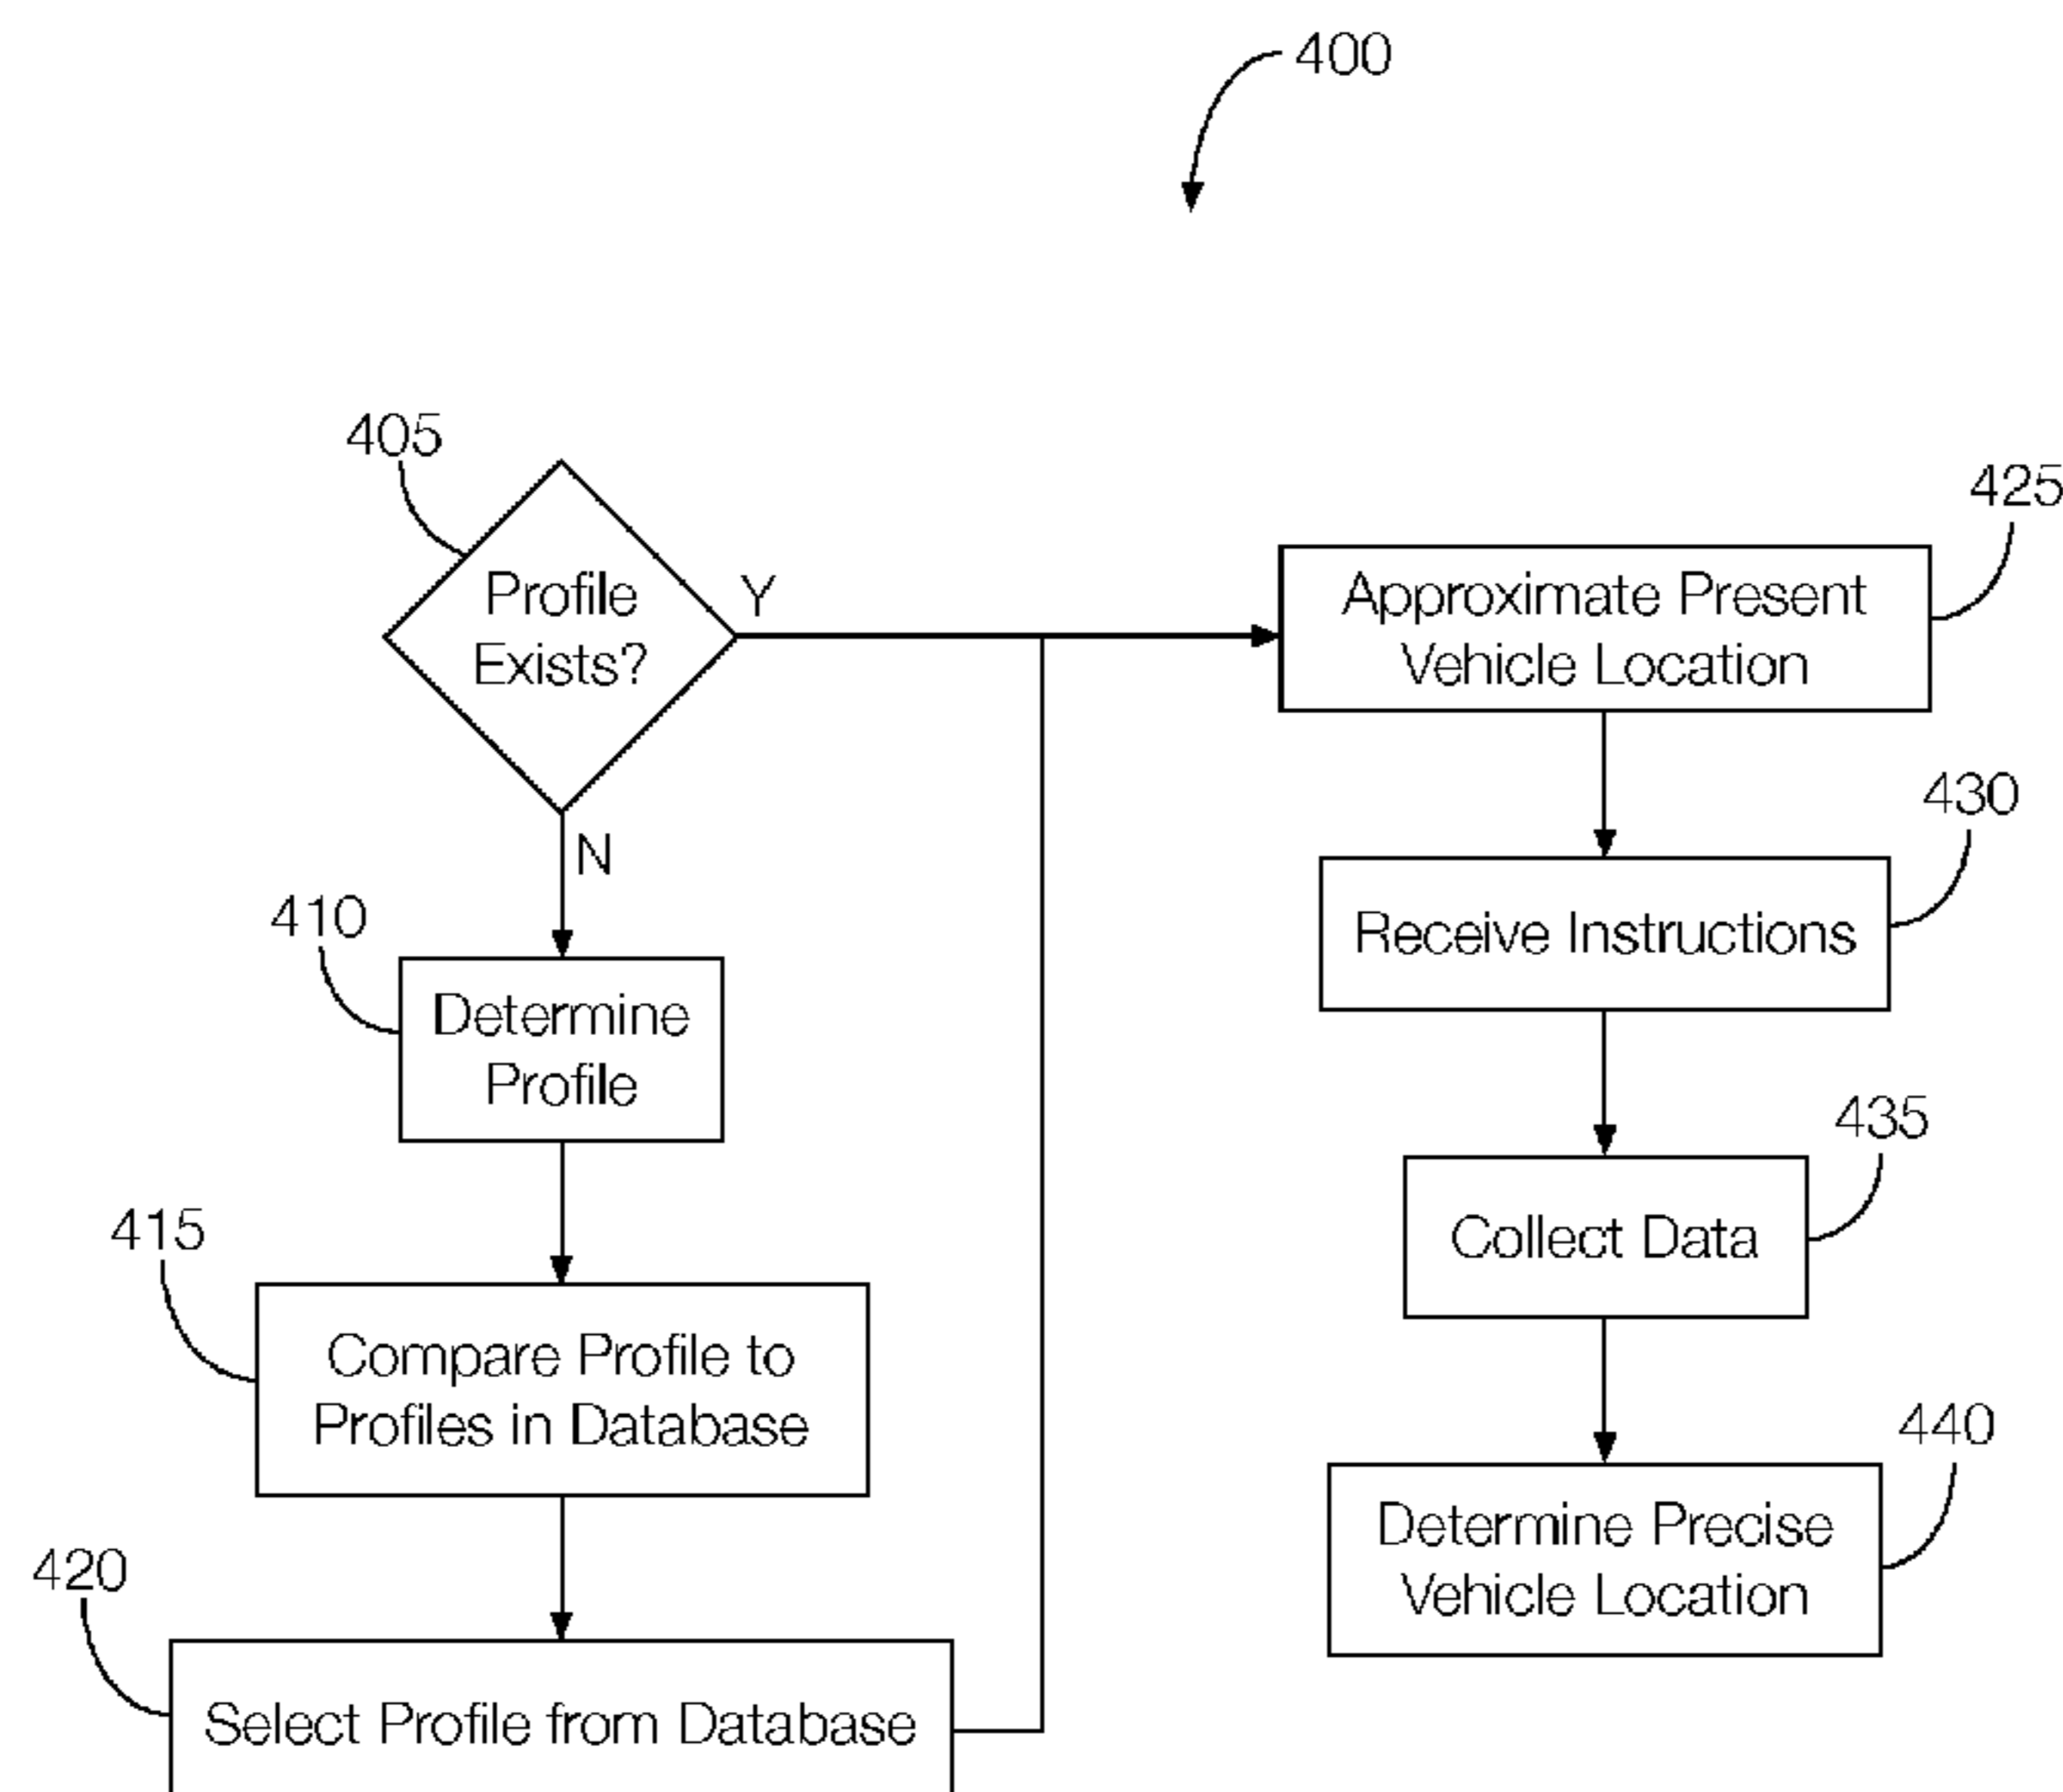 400
405
Profile
Exists?
Y
N
410
Determine
Profile
415
Compare Profile to
Profiles in Database
420
Select Profile from Database
425
Approximate Present
Vehicle Location
430
Receive Instructions
435
Collect Data
440
Determine Precise
Vehicle Location